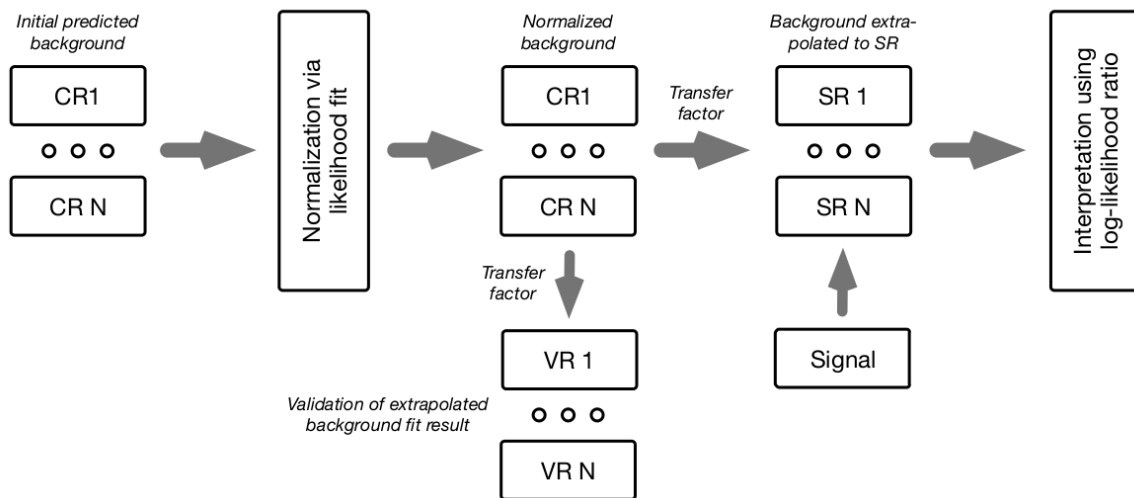 Initial predicted
background
CR1
CR N
Normalization via
likelihood fit
Normalized
background
CR1
CR N
Transfer
factor
Transfer
factor
VR 1
VR N
Validation of extrapolated
background fit result
Background extra-
polated to SR
SR 1
SR N
Signal
Interpretation using
log-likelihood ratio